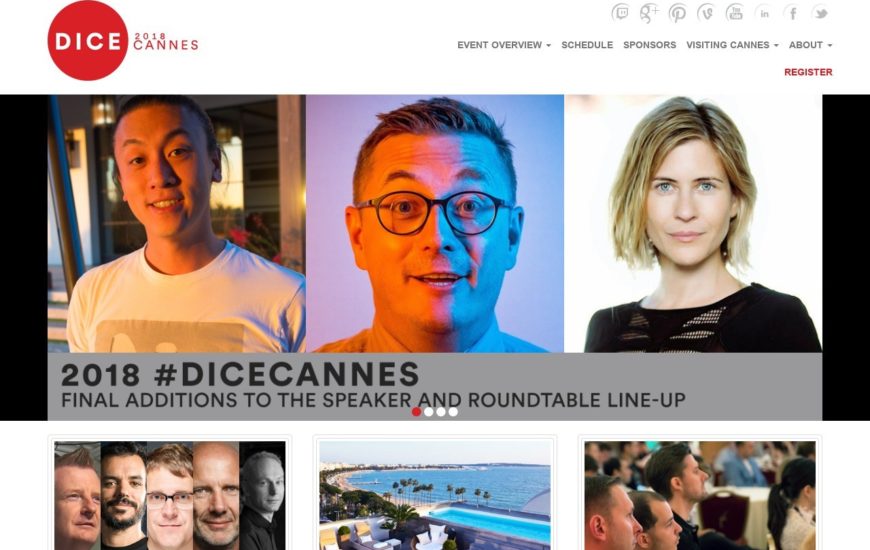 DICE 2018
CANNES
EVENT OVERVIEW SCHEDULE SPONSORS VISITING CANNES ABOUT
REGISTER
2018 #DICECANNES
FINAL ADDITIONS TO THE SPEAKER AND ROUNDTABLE LINE-UP